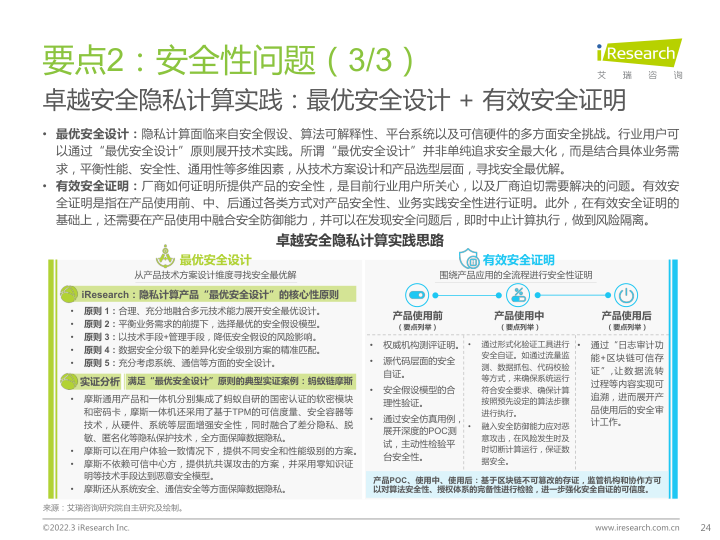 要点2：安全性问题（3/3）
iResearch
艾 瑞 咨 询
卓越安全隐私计算实践：最优安全设计 + 有效安全证明
• 最优安全设计：隐私计算面临来自安全假设、算法可解释性、平台系统以及可信硬件的多方面安全挑战。行业用户可
以通过“最优安全设计”原则展开技术实践。所谓“最优安全设计”并非单纯追求安全最大化，而是结合具体业务需
求，平衡性能、安全性、通用性等多维因素，从技术方案设计和产品选型层面，寻找安全最优解。
• 有效安全证明：厂商如何证明所提供产品的安全性，是目前行业用户所关心，以及厂商迫切需要解决的问题。有效安
全证明是指在产品使用前、中、后通过各类方式对产品安全性、业务实践安全性进行证明。此外，在有效安全证明的
基础上，还需要在产品使用中融合安全防御能力，并可以在发现安全问题后，即时中止计算执行，做到风险隔离。
卓越安全隐私计算实践思路
最优安全设计
从产品技术方案设计维度寻找安全最优解
iResearch：隐私计算产品“最优安全设计”的核心性原则
• 原则 1：合理、充分地融合多元技术能力展开安全最优设计。
• 原则 2：平衡业务需求的前提下，选择最优的安全假设模型。
• 原则 3：以技术手段+管理手段，降低安全假设的风险影响。
• 原则 4：数据安全分级下的差异化安全级别方案的精准匹配。
• 原则 5：充分考虑系统、通信等方面的安全设计。
实证分析 满足“最优安全设计”原则的典型实证案例：蚂蚁链摩斯
• 摩斯通用产品和一体机分别集成了蚂蚁自研的国密认证的软密模块
和密码卡，摩斯一体机还采用了基于TPM的可信度量、安全容器等
技术，从硬件、系统等层面增强安全性，同时融合了差分隐私、脱
敏、匿名化等隐私保护技术，全方面保障数据隐私。
• 摩斯可以在用户体验一致情况下，提供不同安全和性能级别的方案。
• 摩斯不依赖可信中心方，提供抗共谋攻击的方案，并采用零知识证
明等技术手段达到恶意安全模型。
• 摩斯还从系统安全、通信安全等方面保障数据隐私。
有效安全证明
围绕产品应用的全流程进行安全性证明
产品使用前
（要点列举）
• 权威机构测评证明。
• 源代码层面的安全
自证。
• 安全假设模型的合
理性验证。
• 通过安全仿真用例，
展开深度的POC测
试，主动性检验平
台安全性。
产品使用中
（要点列举）
• 通过形式化验证工具进行
安全自证。如通过流量监
测、数据抓包、代码校验
等方式，来确保系统运行
符合安全要求、确保计算
按照预先设定的算法步骤
进行执行。
• 融入安全防御能力应对恶
意攻击，在风险发生时及
时切断计算运行，保证数
据安全。
产品使用后
（要点列举）
• 通过“日志审计功
能+区块链可信存
证”,让数据流转
过程等内容实现可
追溯，进而展开产
品使用后的安全审
计工作。
产品POC、使用中、使用后：基于区块链不可篡改的存证，监管机构和协作方可
以对算法安全性、授权体系的完备性进行检验，进一步强化安全自证的可信度。
来源：艾瑞咨询研究院自主研究及绘制。
©2022.3 iResearch Inc.
www.iresearch.com.cn
24